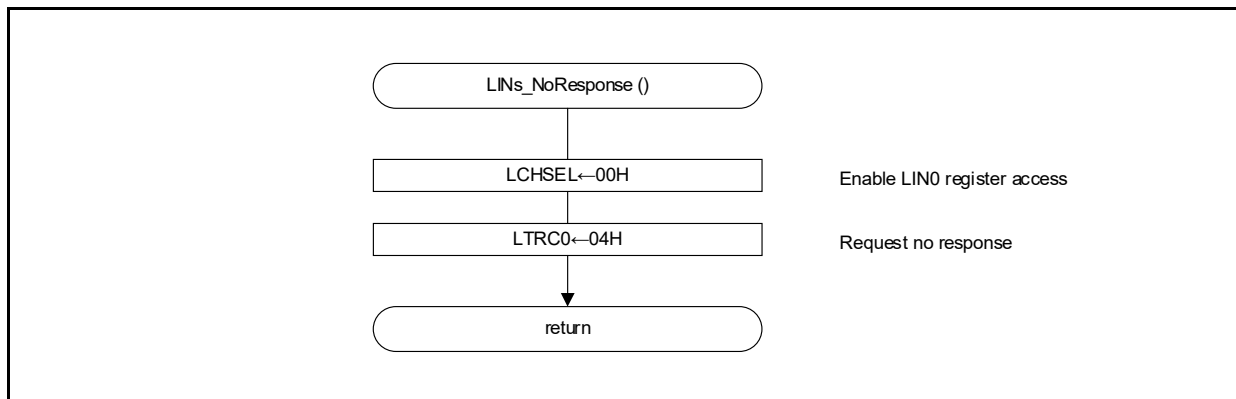 LINs_NoResponse ()
LCHSEL←00H
Enable LIN0 register access
LTRC0←04H
Request no response
return